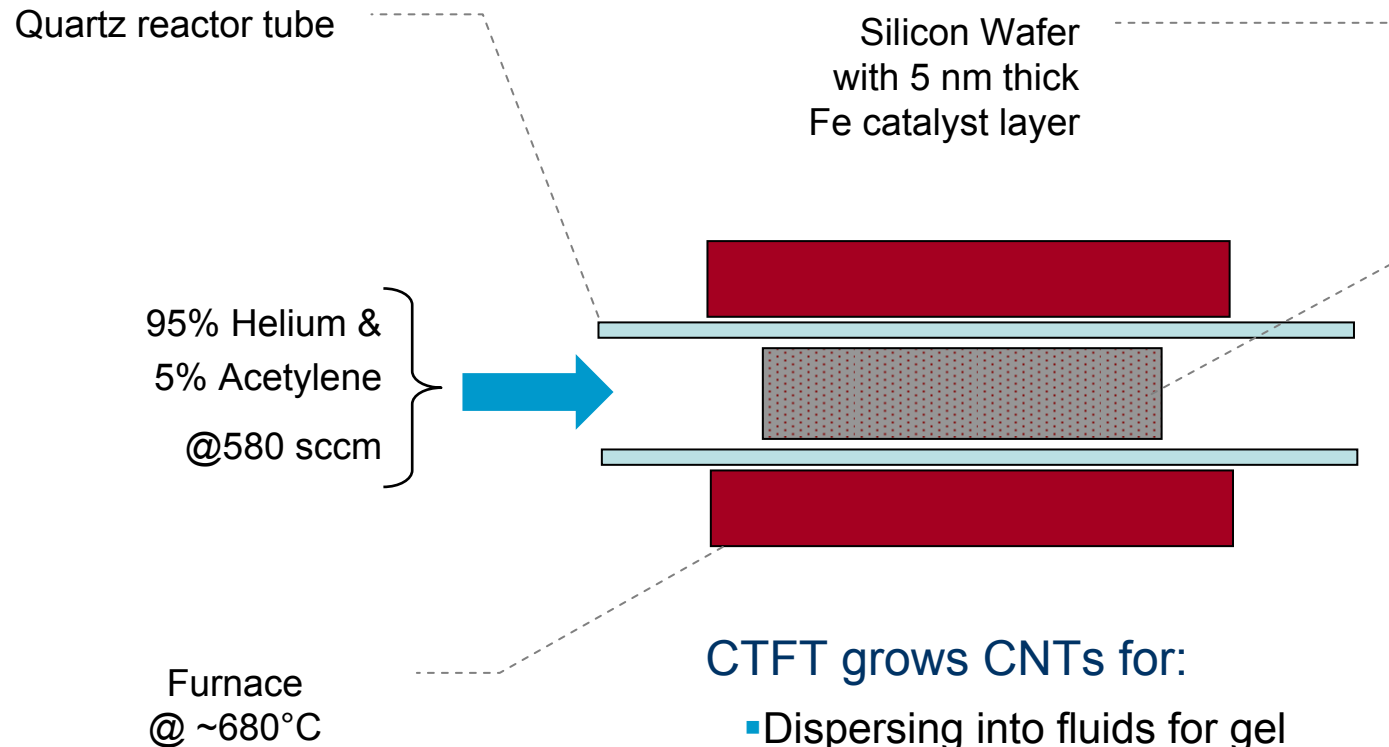 Quartz reactor tube
Silicon Wafer
with 5 nm thick
Fe catalyst layer
95% Helium &
5% Acetylene
@580 sccm
Furnace
@ ~680°C
CTFT grows CNTs for:
▪Dispersing into fluids for gel